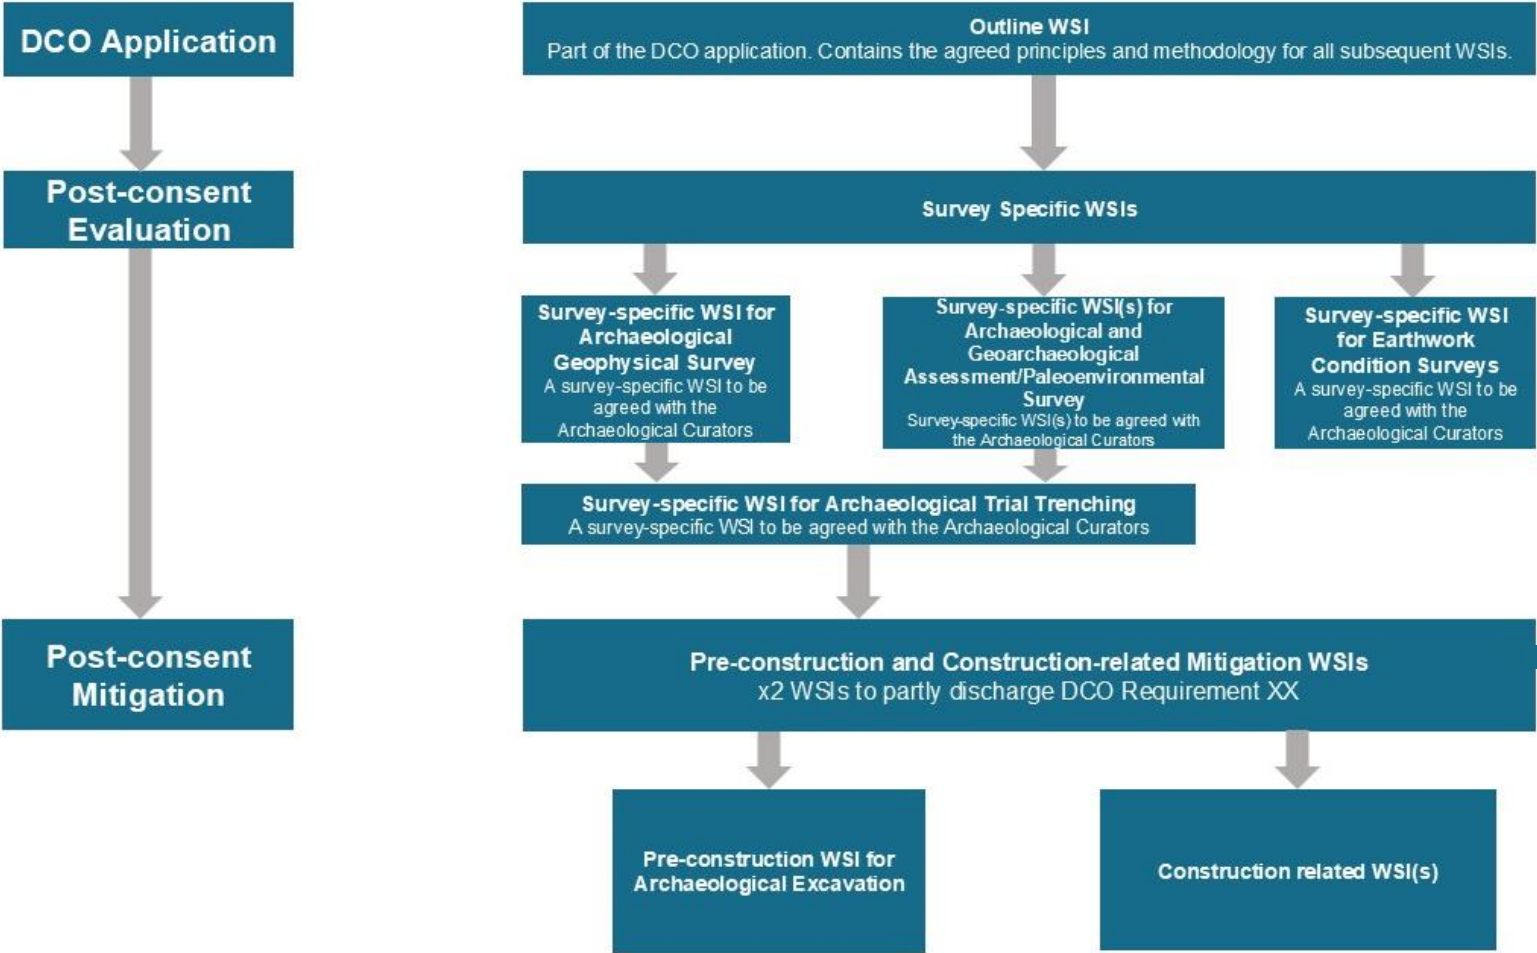 DCO Application
Outline WSI
Part of the DCO application. Contains the agreed principles and methodology for all subsequent WSIs.
Post-consent
Evaluation
Survey Specific WSIs
Survey-specific WSI for
Archaeological
Geophysical Survey
A survey-specific WSI to be
agreed with the
Archaeological Curators
Survey-specific WSI(s) for
Archaeological and
Geoarchaeological
Assessment/Paleoenvironmental
Survey
Survey-specific WSI(s) to be agreed with
the Archaeological Curators
Survey-specific WSI
for Earthwork
Condition Surveys
A survey-specific WSI to be
agreed with the
Archaeological Curators
Survey-specific WSI for Archaeological Trial Trenching
A survey-specific WSI to be agreed with the Archaeological Curators
Post-consent
Mitigation
Pre-construction and Construction-related Mitigation WSIs
x2 WSIs to partly discharge DCO Requirement XX
Pre-construction WSI for
Archaeological Excavation
Construction related WSI(s)